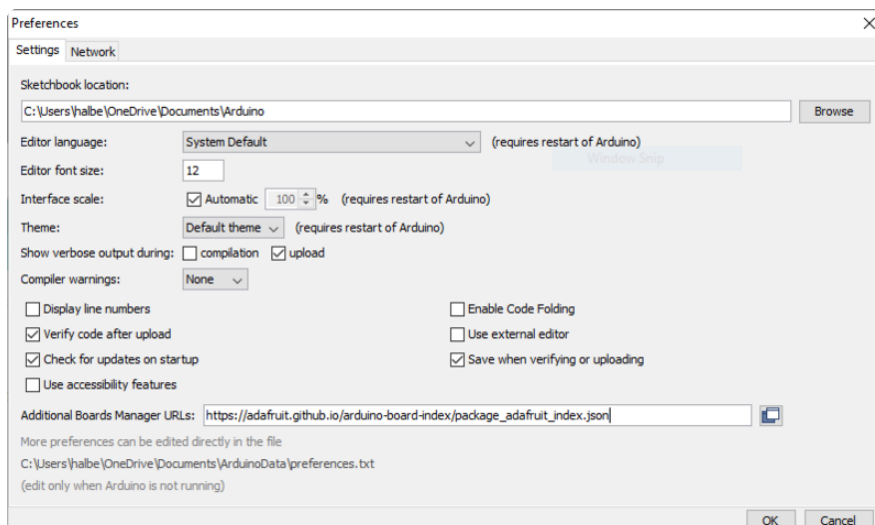 Preferences
Settings Network
Sketchbook location:
C:\Users\halbe\OneDrive\Documents\Arduino Browse
Editor language: System Default (requires restart of Arduino)
Window Snip
Editor font size: 12
Interface scale: Automatic 100 % (requires restart of Arduino)
Theme: Default theme (requires restart of Arduino)
Show verbose output during: compilation upload
Compiler warnings: None
Display line numbers Enable Code Folding
Verify code after upload Use external editor
Check for updates on startup Save when verifying or uploading
Use accessibility features
Additional Boards Manager URLs: https://adafruit.github.io/arduino-board-index/package_adafruit_index.json
More preferences can be edited directly in the file
C:\Users\halbe\OneDrive\Documents\ArduinoData\preferences.txt
(edit only when Arduino is not running)
OK Cancel